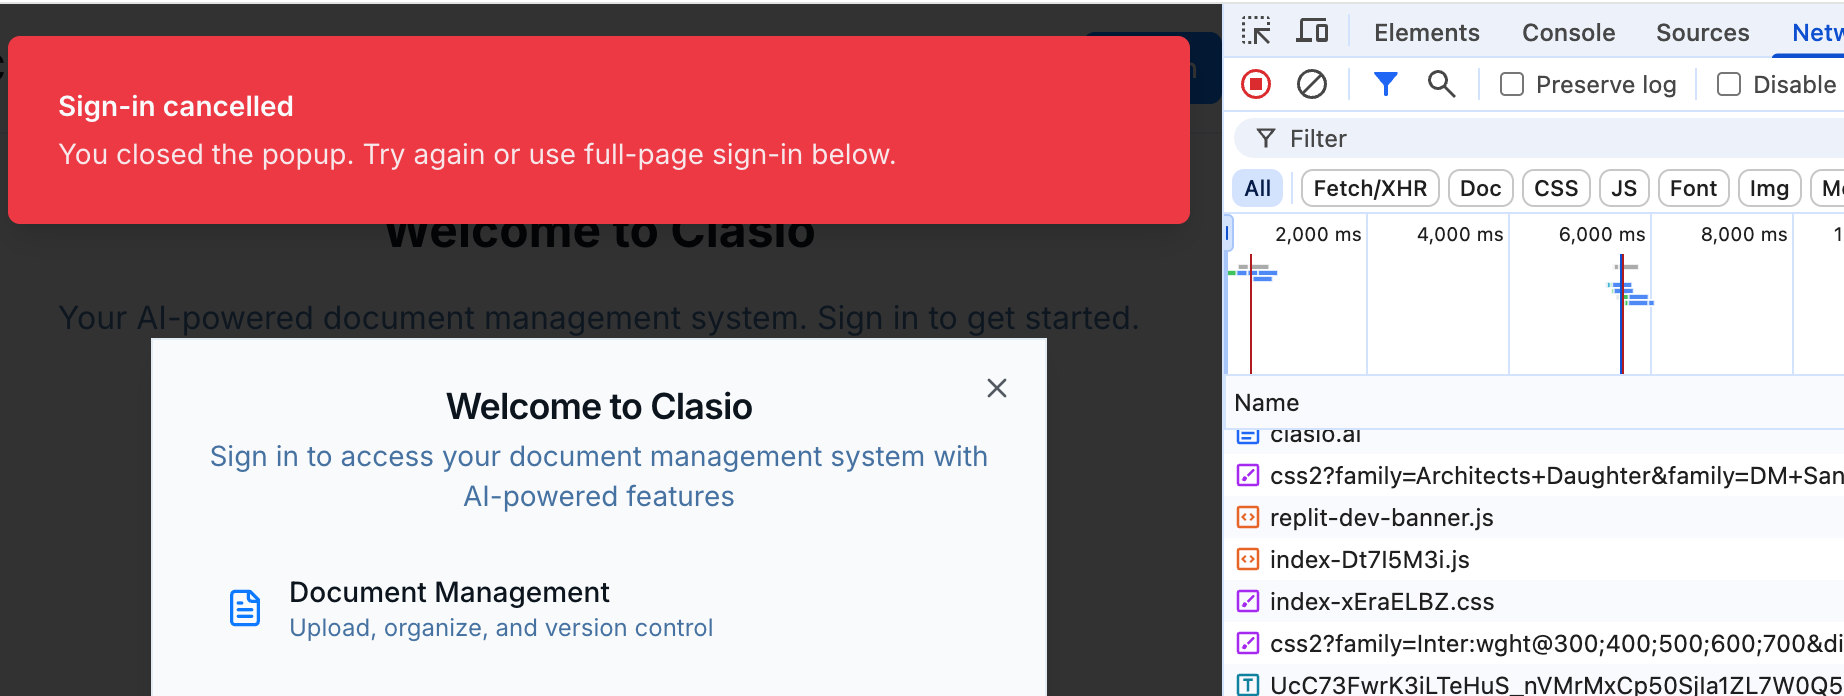 Sign-in cancelled
You closed the popup. Try again or use full-page sign-in below.
Welcome to Clasio
Your AI-powered document management system. Sign in to get started.
Welcome to Clasio
Sign in to access your document management system with
AI-powered features
Document Management
Upload, organize, and version control
Elements Console Sources Netw
Preserve log Disable
Filter
All Fetch/XHR Doc CSS JS Font Img
2,000 ms 4,000 ms 6,000 ms 8,000 ms 1
Name
clasio.ai
css2?family=Architects+Daughter&family=DM+San
replit-dev-banner.js
index-Dt7I5M3i.js
index-xEraELBZ.css
css2?family=Inter:wght@300;400;500;600;700&di
UcC73FwrK3iLTeHuS_nVMrMxCp50SjIa1ZL7W0Q5